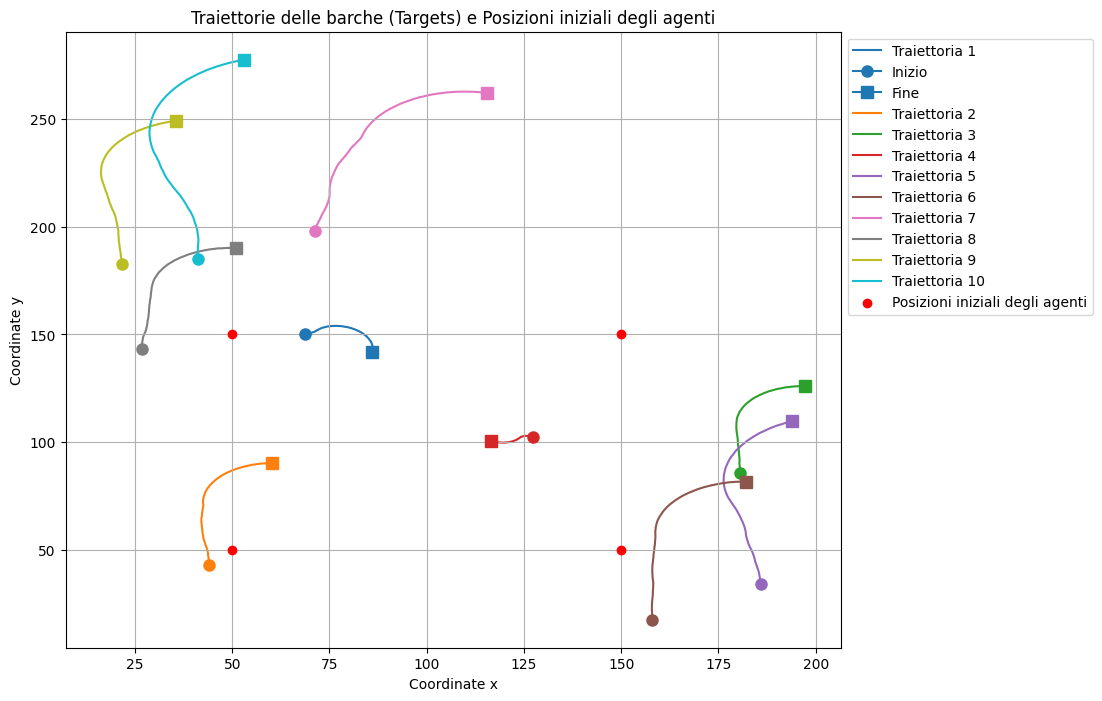 Traiettorie delle barche (Targets) e Posizioni iniziali degli agenti
Coordinate y
250
200
150
100
50
25
50
75
100
125
150
175
200
Coordinate x
Traiettoria 1
Inizio
Fine
Traiettoria 2
Traiettoria 3
Traiettoria 4
Traiettoria 5
Traiettoria 6
Traiettoria 7
Traiettoria 8
Traiettoria 9
Traiettoria 10
Posizioni iniziali degli agenti